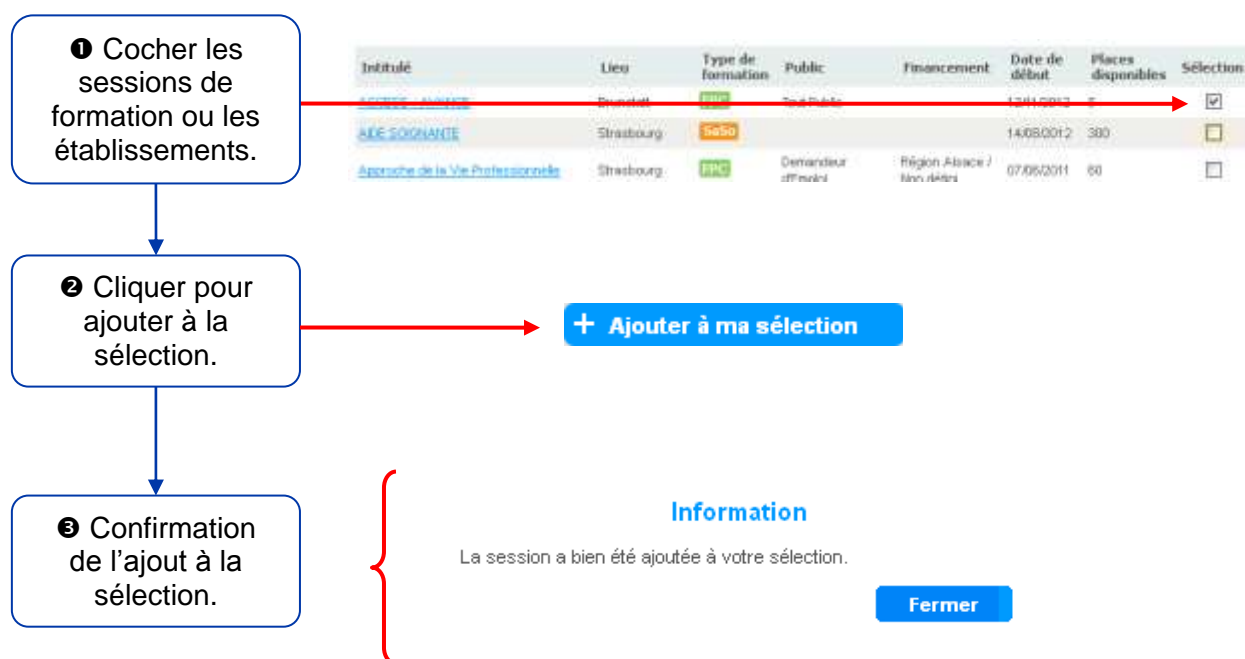 ❶ Cocher les
sessions de
formation ou les
établissements.
Intitulé Lieu Type de formation Public Financement Date de début Places disponibles Sélection
AIDE SOIGNANTE Strasbourg SaSo 14/08/0012 380
Approche de la Vie Professionnelle Strasbourg FPC Demandeur d'Emploi Région Alsace / Non défini 07/06/2011 60
❷ Cliquer pour
ajouter à la
sélection.
+ Ajouter à ma sélection
❸ Confirmation
de l’ajout à la
sélection.
Information
La session a bien été ajoutée à votre sélection.
Fermer